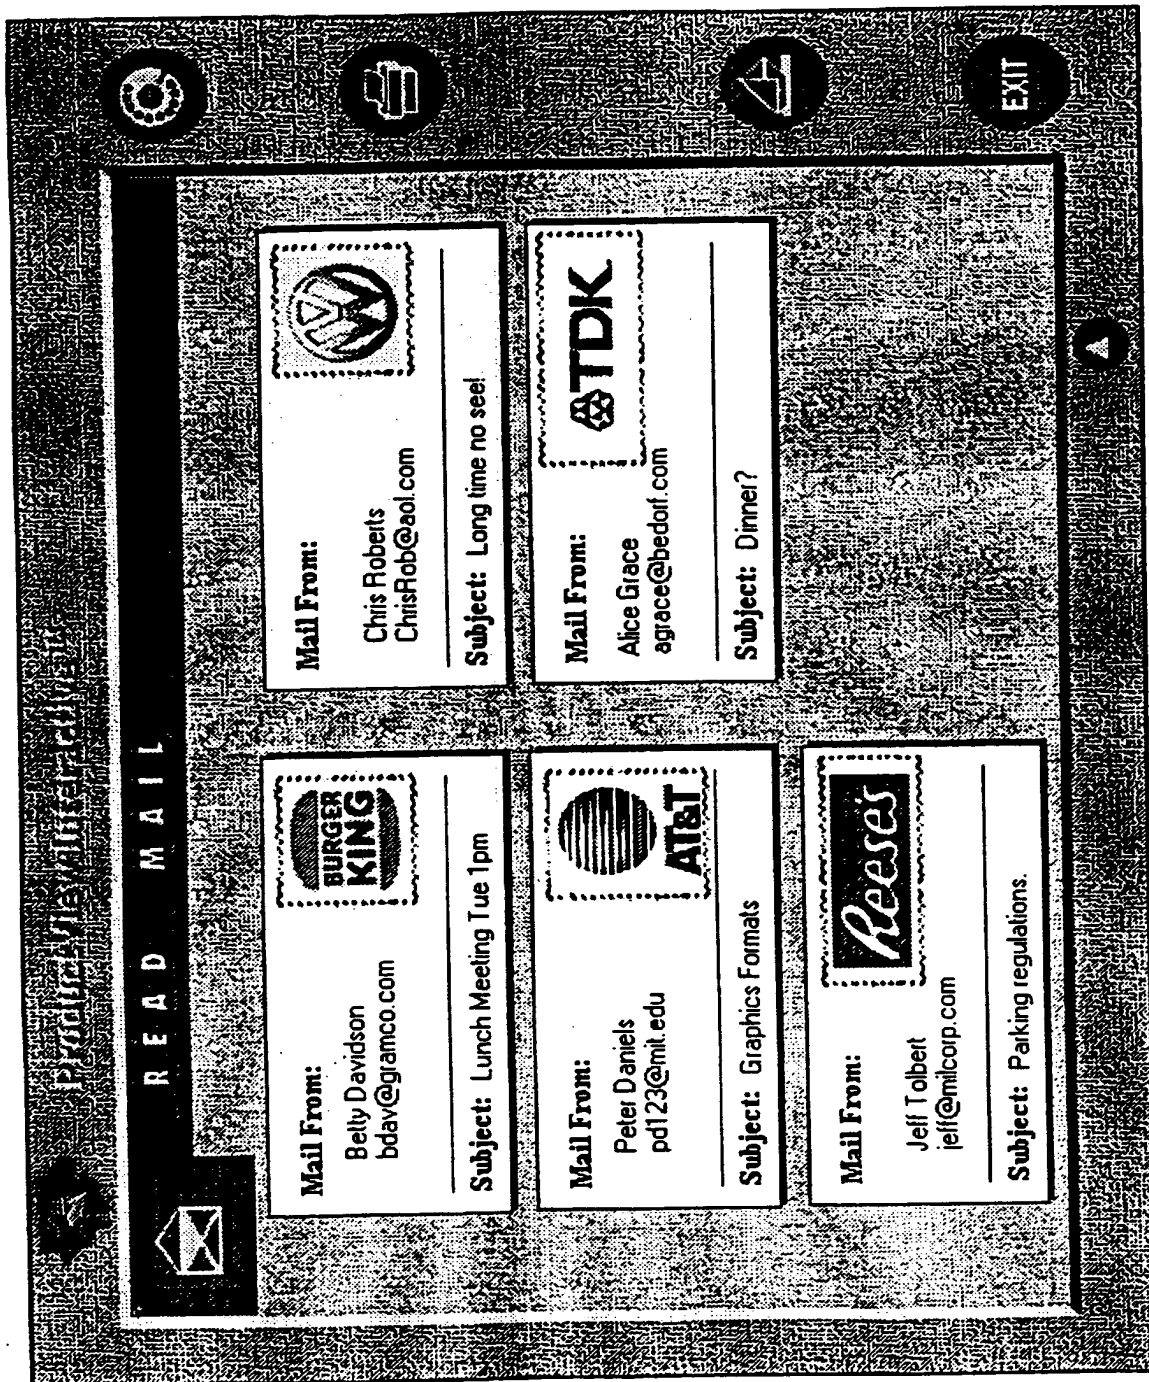 ProductViewInteractive
READ MAIL
Mail From:
Betty Davidson
bdav@gramco.com
Subject: Lunch Meeting Tue 1pm
BURGER
KING
Mail From:
Chris Roberts
ChrisRob@aol.com
Subject: Long time no see!
Mail From:
Peter Daniels
pd123@mit.edu
Subject: Graphics Formats
AT&T
Mail From:
Alice Grace
agrace@bedorf.com
Subject: Dinner?
TDK
Mail From:
Jeff Tolbert
jeff@milcorp.com
Subject: Parking regulations.
Reese's
EXIT